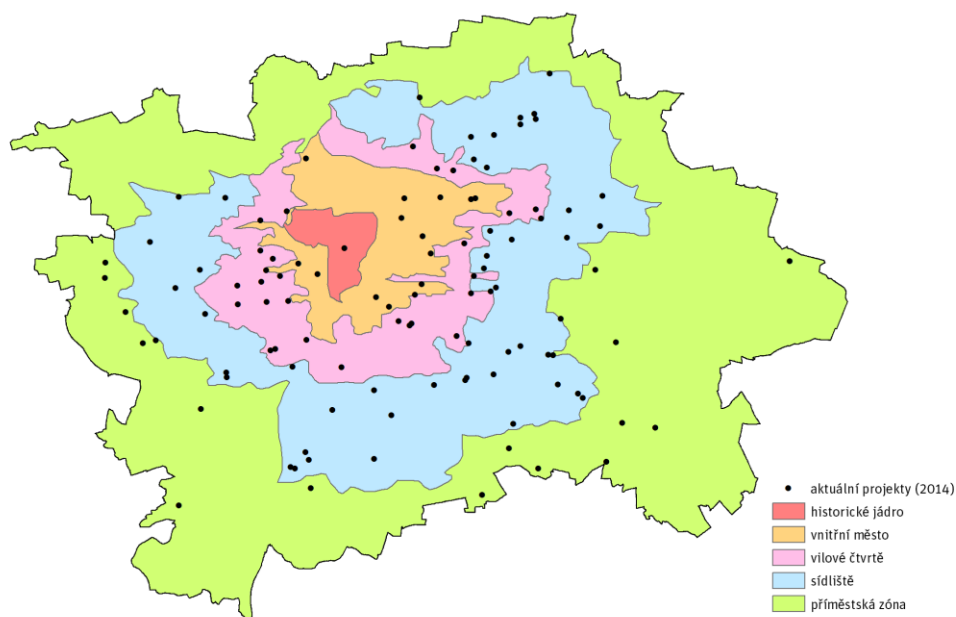 aktuální projekty (2014)
historické jádro
vnitřní město
vilové čtvrtě
sídliště
příměstská zóna